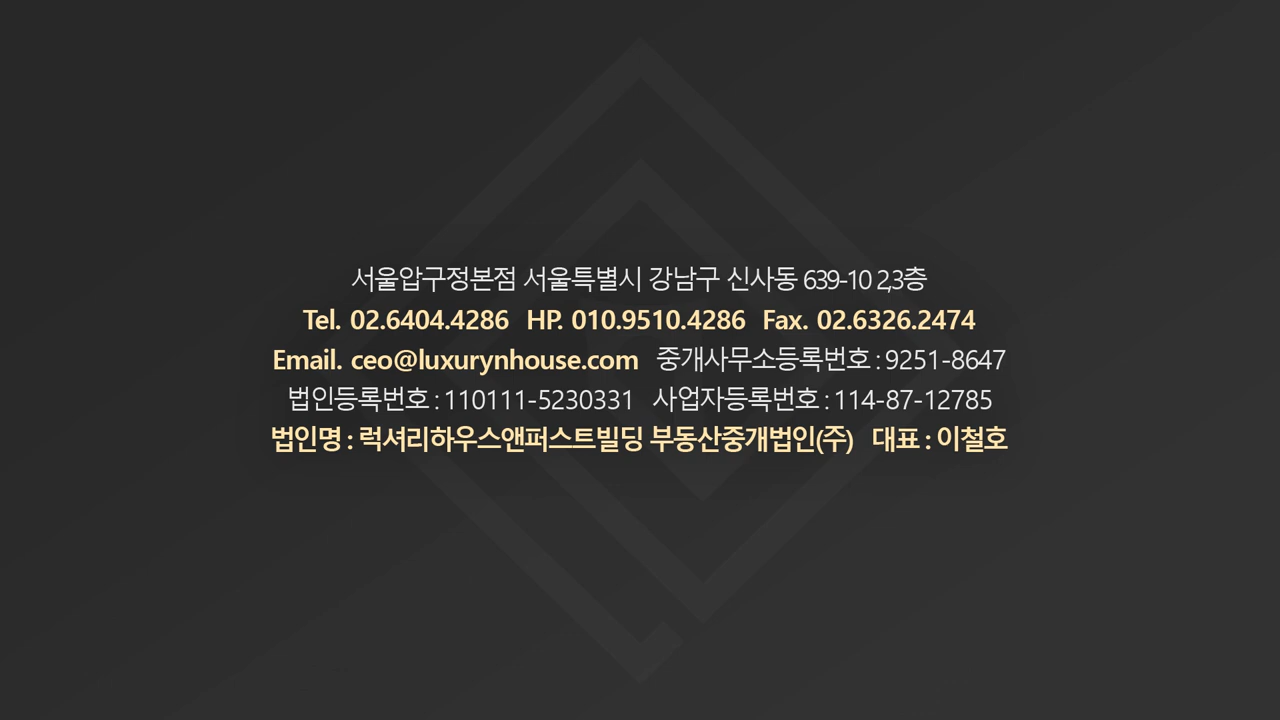 서울압구정본점 서울특별시 강남구 신사동 639-10 2,3층
Tel. 02.6404.4286 HP. 010.9510.4286 Fax. 02.6326.2474
Email. ceo@luxurynhouse.com 중개사무소등록번호 : 9251-8647
법인등록번호 : 110111-5230331 사업자등록번호 : 114-87-12785
법인명 : 럭셔리하우스앤퍼스트빌딩 부동산중개법인(주) 대표 : 이철호